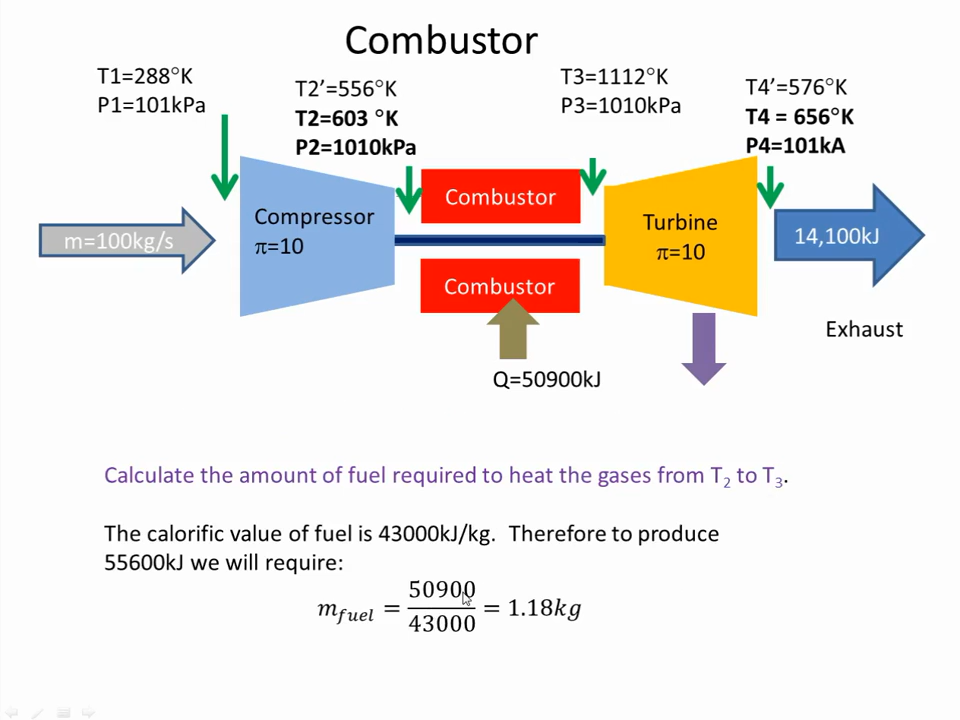 Combustor
T1=288°K
P1=101kPa
T2'=556°K
T2=603 °K
P2=1010kPa
T3=1112°K
P3=1010kPa
T4'=576°K
T4 = 656°K
P4=101kA
m=100kg/s
Compressor
π=10
Combustor
Combustor
Turbine
π=10
14,100kJ
Exhaust
Q=50900kJ
Calculate the amount of fuel required to heat the gases from T₂ to T₃.
The calorific value of fuel is 43000kJ/kg. Therefore to produce
55600kJ we will require:
m_fuel = 50900/43000 = 1.18kg